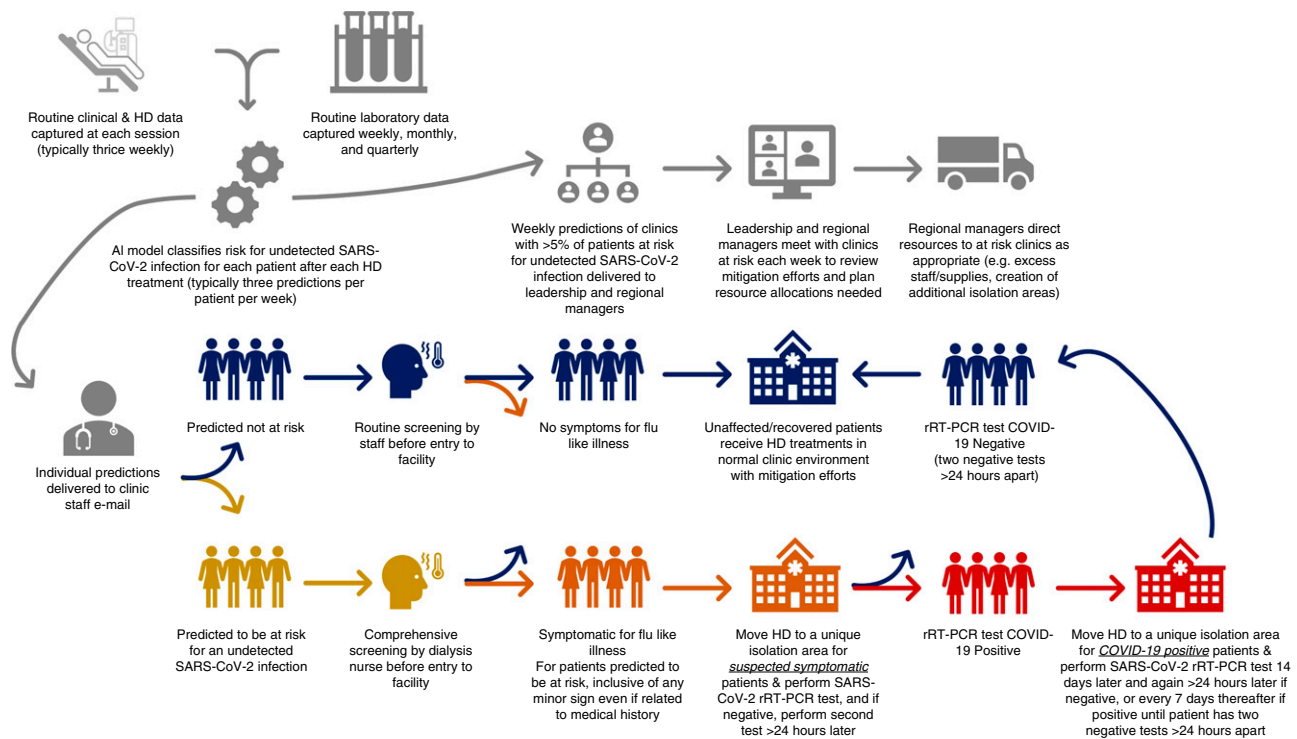 Routine clinical & HD data
captured at each session
(typically thrice weekly)
Routine laboratory data
captured weekly, monthly,
and quarterly
AI model classifies risk for undetected SARS-
CoV-2 infection for each patient after each HD
treatment (typically three predictions per
patient per week)
Weekly predictions of clinics
with >5% of patients at risk
for undetected SARS-CoV-2
infection delivered to
leadership and regional
managers
Leadership and regional
managers meet with clinics
at risk each week to review
mitigation efforts and plan
resource allocations needed
Regional managers direct
resources to at risk clinics as
appropriate (e.g. excess
staff/supplies, creation of
additional isolation areas)
Individual predictions
delivered to clinic
staff e-mail
Predicted not at risk
Routine screening by
staff before entry to
facility
No symptoms for flu
like illness
Unaffected/recovered patients
receive HD treatments in
normal clinic environment
with mitigation efforts
rRT-PCR test COVID-
19 Negative
(two negative tests
>24 hours apart)
Predicted to be at risk
for an undetected
SARS-CoV-2 infection
Comprehensive
screening by dialysis
nurse before entry to
facility
Symptomatic for flu like
illness
For patients predicted to
be at risk, inclusive of any
minor sign even if related
to medical history
Move HD to a unique
isolation area for
suspected symptomatic
patients & perform SARS-
CoV-2 rRT-PCR test, and if
negative, perform second
test >24 hours later
rRT-PCR test COVID-
19 Positive
Move HD to a unique isolation area
for COVID-19 positive patients &
perform SARS-CoV-2 rRT-PCR test 14
days later and again >24 hours later if
negative, or every 7 days thereafter if
positive until patient has two
negative tests >24 hours apart